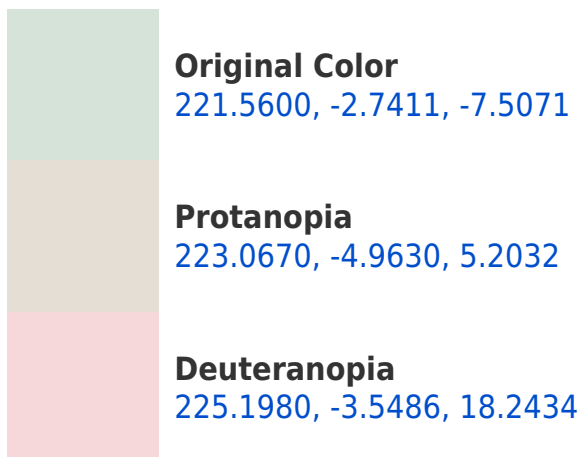 Original Color
221.5600, -2.7411, -7.5071
Protanopia
223.0670, -4.9630, 5.2032
Deuteranopia
225.1980, -3.5486, 18.2434